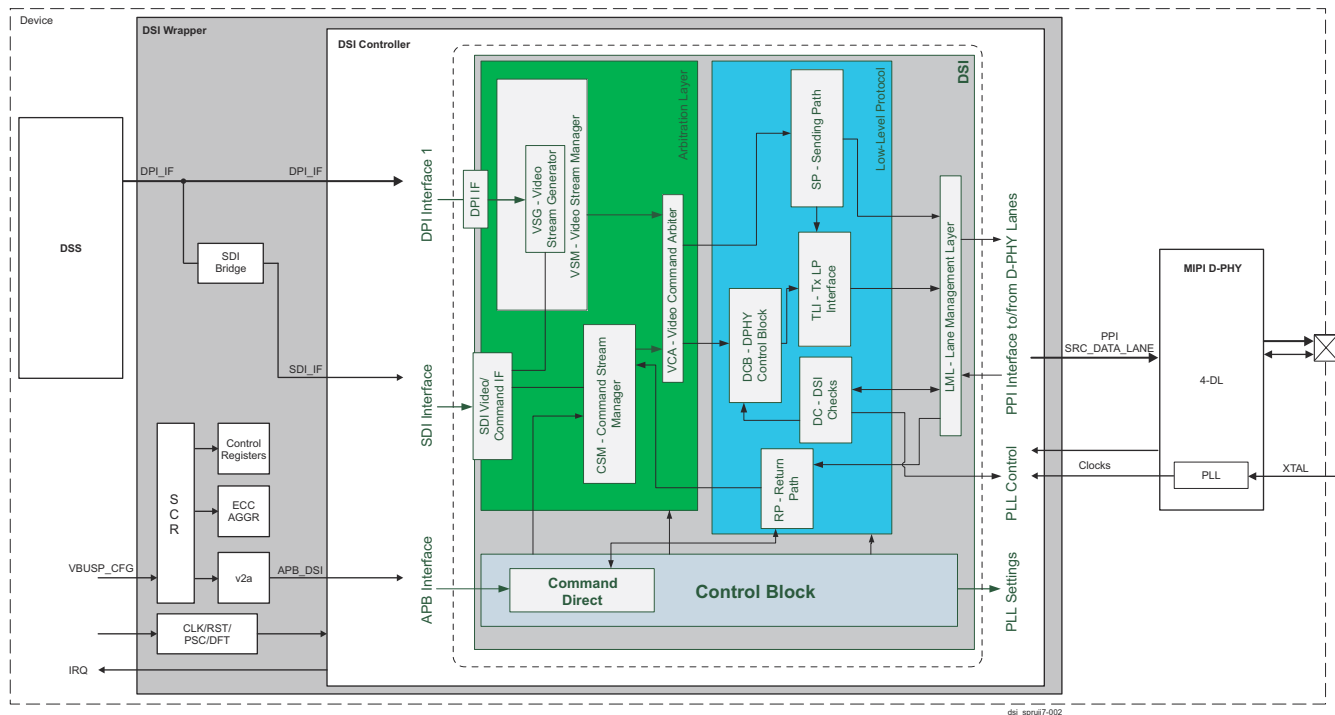 Device
DSI Wrapper
DSI Controller
DSS
DPI_IF
DPI_IF
SDI
Bridge
SDI_IF
S
C
R
Control
Registers
ECC
AGGR
v2a
VBUSP_CFG
APB_DSI
CLK/RST/
PSC/DFT
IRQ
DPI Interface 1
SDI Interface
APB Interface
DPI IF
VSG - Video
Stream Generator
VSM - Video Stream Manager
Arbitration Layer
SDI Video/
Command IF
CSM - Command Stream
Manager
VCA - Video Command Arbiter
Low-Level Protocol
DSI
SP - Sending Path
TLI - Tx LP
Interface
DCB - DPHY
Control Block
DC - DSI
Checks
RP - Return
Path
LML - Lane Management Layer
Command
Direct
Control Block
PPI Interface to/from D-PHY Lanes
PLL Control
PLL Settings
PPI
SRC_DATA_LANE
Clocks
MIPI D-PHY
4-DL
PLL
XTAL
dsi_spruii7-002